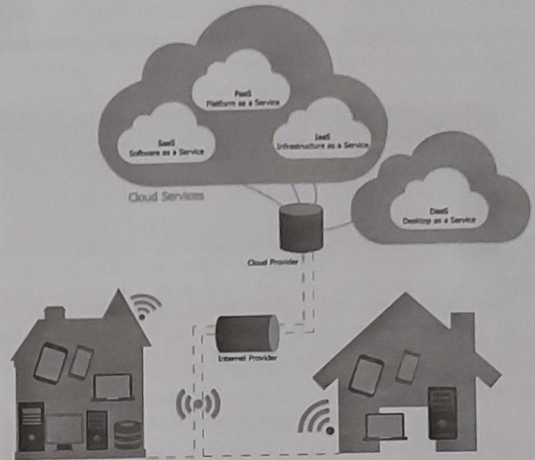 PaaS
Platform as a Service
SaaS
Software as a Service
IaaS
Infrastructure as a Service
Cloud Services
DaaS
Desktop as a Service
Cloud Provider
Internet Provider